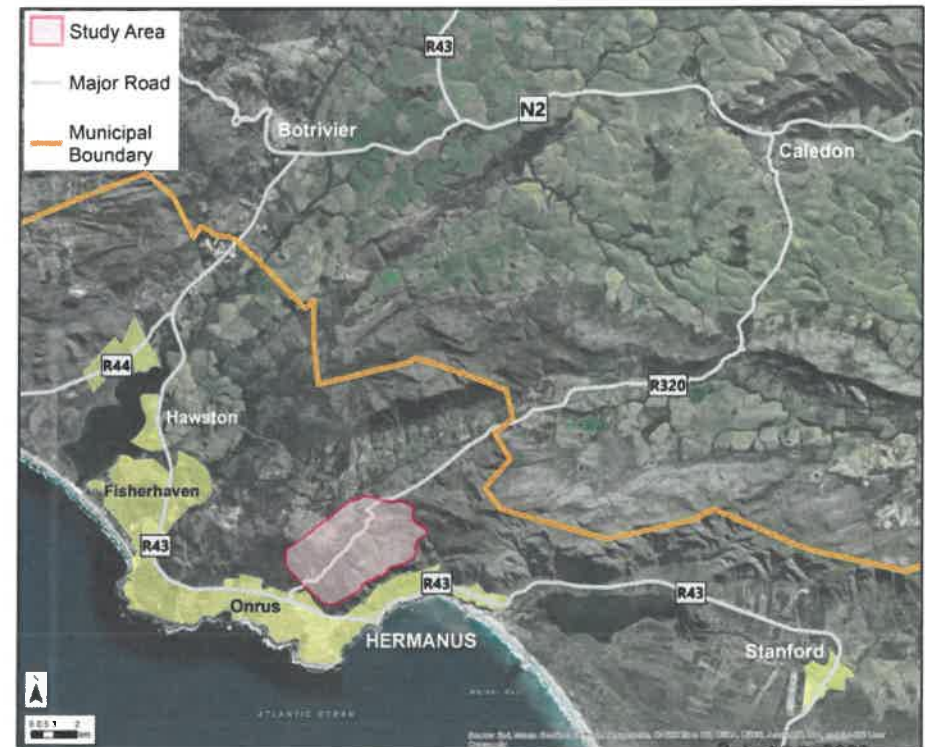 Study Area
Major Road
Municipal
Boundary
R43
N2
Botrivier
Caledon
R44
R320
Hawston
Fisherhaven
R43
R43
Onrus
R43
HERMANUS
Stanford
ATLANTIC OCEAN